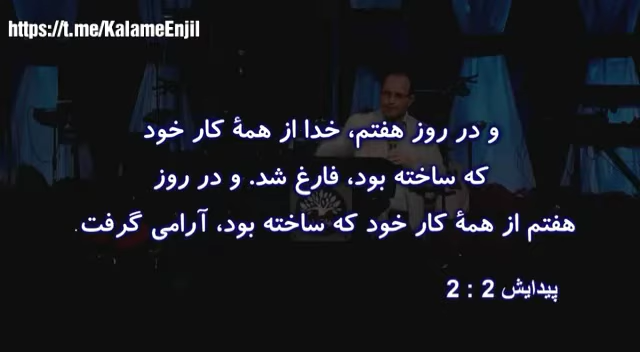 https://t.me/KalameEnjil
و در روز هفتم، خدا از همهٔ کار خود
که ساخته بود، فارغ شد. و در روز
هفتم از همهٔ کار خود که ساخته بود، آرامی گرفت.
پیدایش 2 : 2